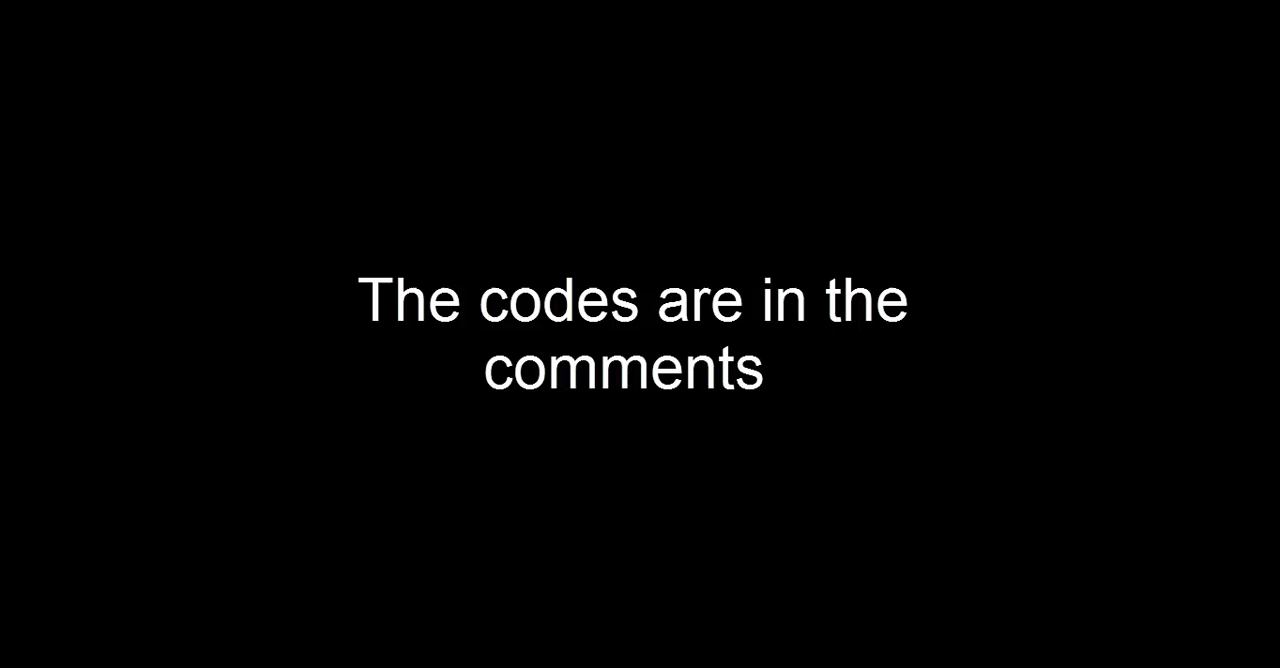 The codes are in the
comments